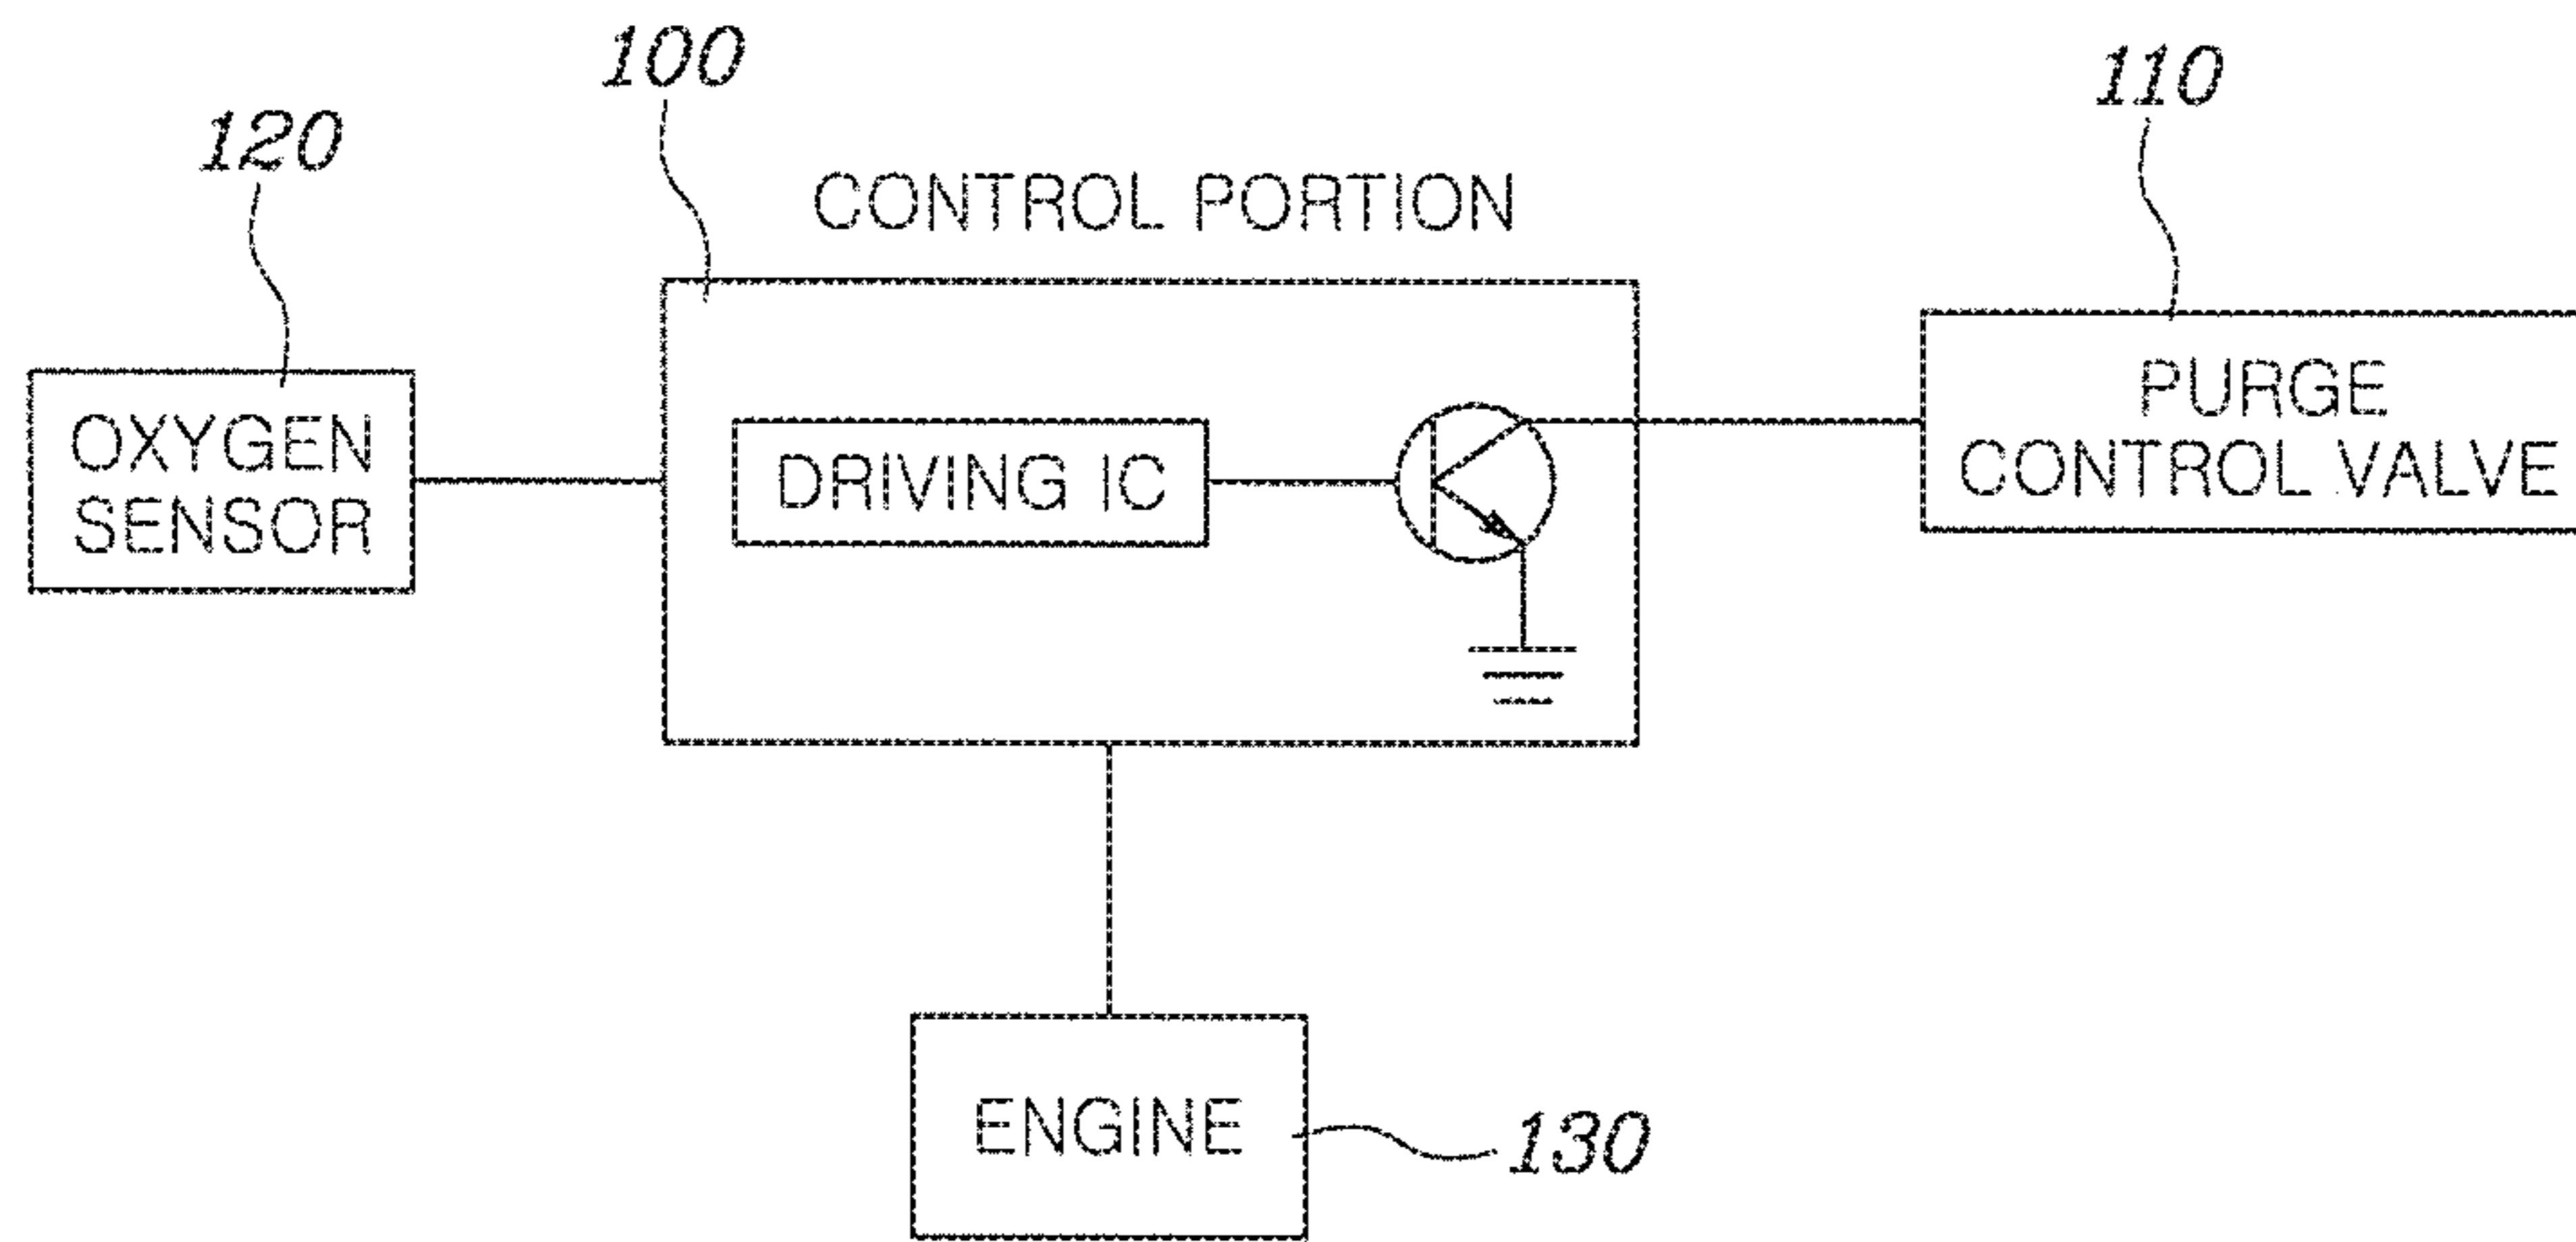 100
110
120
CONTROL PORTION
OXYGEN
SENSOR
DRIVING IC
PURGE
CONTROL VALVE
ENGINE
130